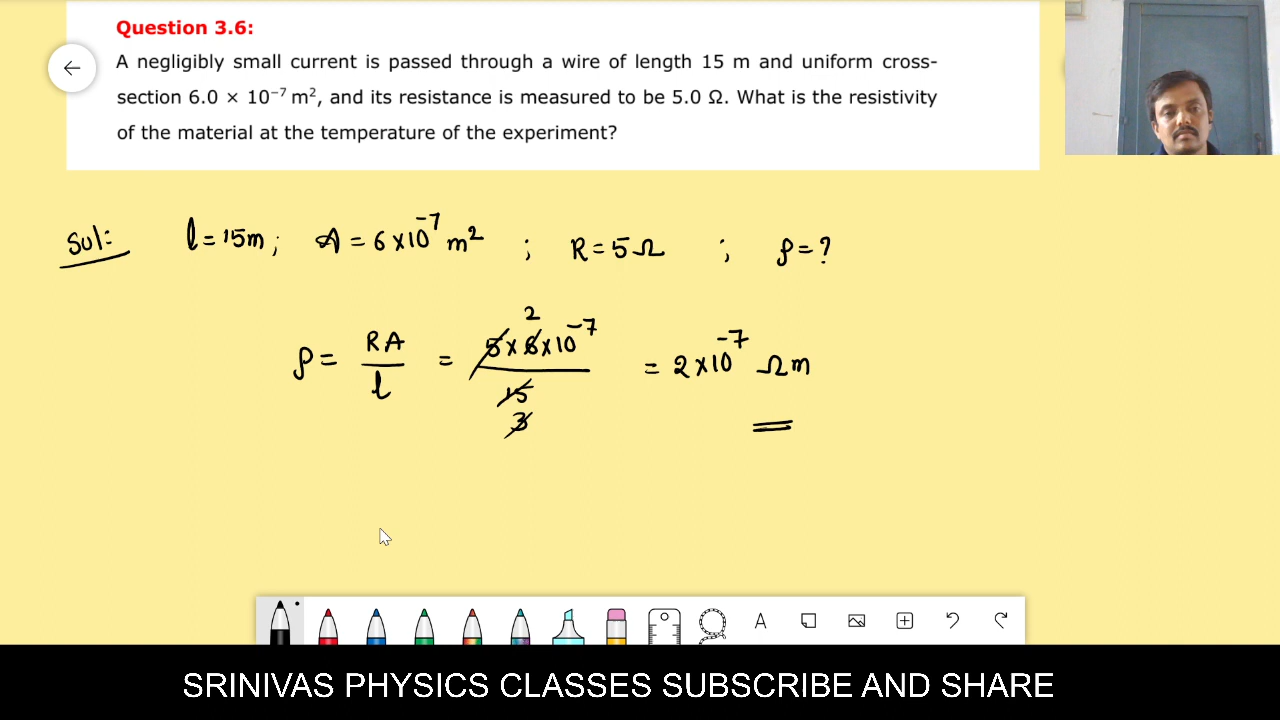 Question 3.6:
A negligibly small current is passed through a wire of length 15 m and uniform cross-
section 6.0 × 10⁻⁷ m², and its resistance is measured to be 5.0 Ω. What is the resistivity
of the material at the temperature of the experiment?
Sol: l = 15m ; A = 6 × 10⁻⁷ m² ; R = 5 Ω ; ρ = ?
ρ = RA / l = 5 × 6 × 10⁻⁷ / 15 = 2 × 10⁻⁷ Ω m
2
3
A
SRINIVAS PHYSICS CLASSES SUBSCRIBE AND SHARE